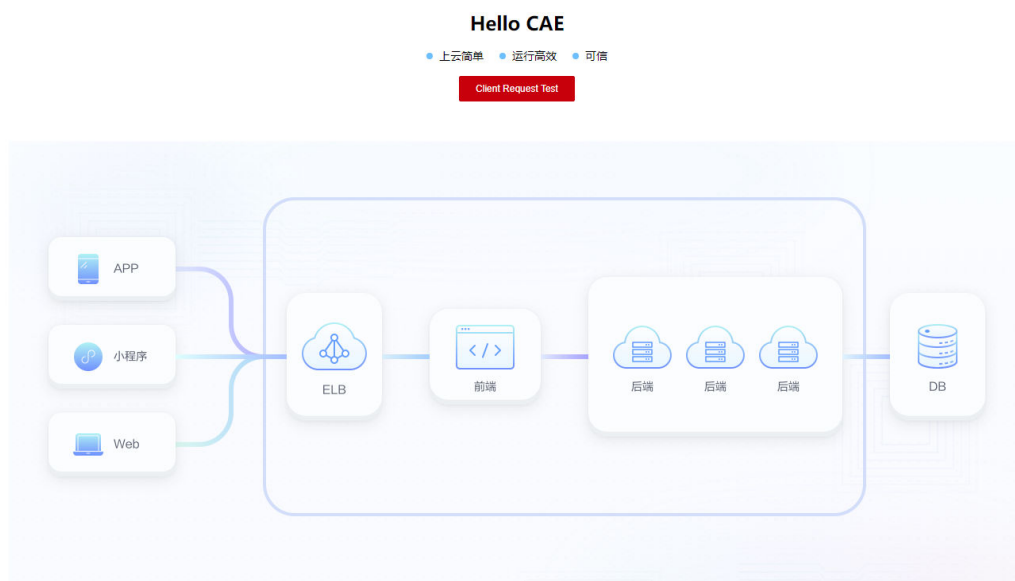 Hello CAE
上云简单 运行高效 可信
Client Request Test
APP
小程序
Web
ELB
</>
前端
后端 后端 后端
DB